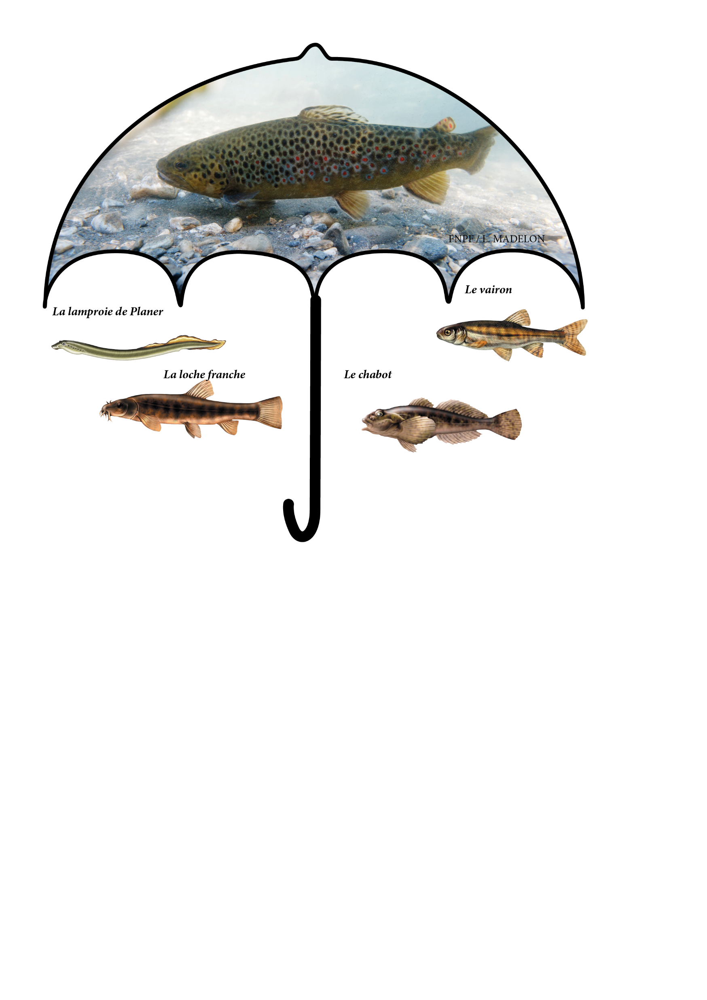 FNPF / L. MADELON
Le vairon
La lamproie de Planer
La loche franche
Le chabot